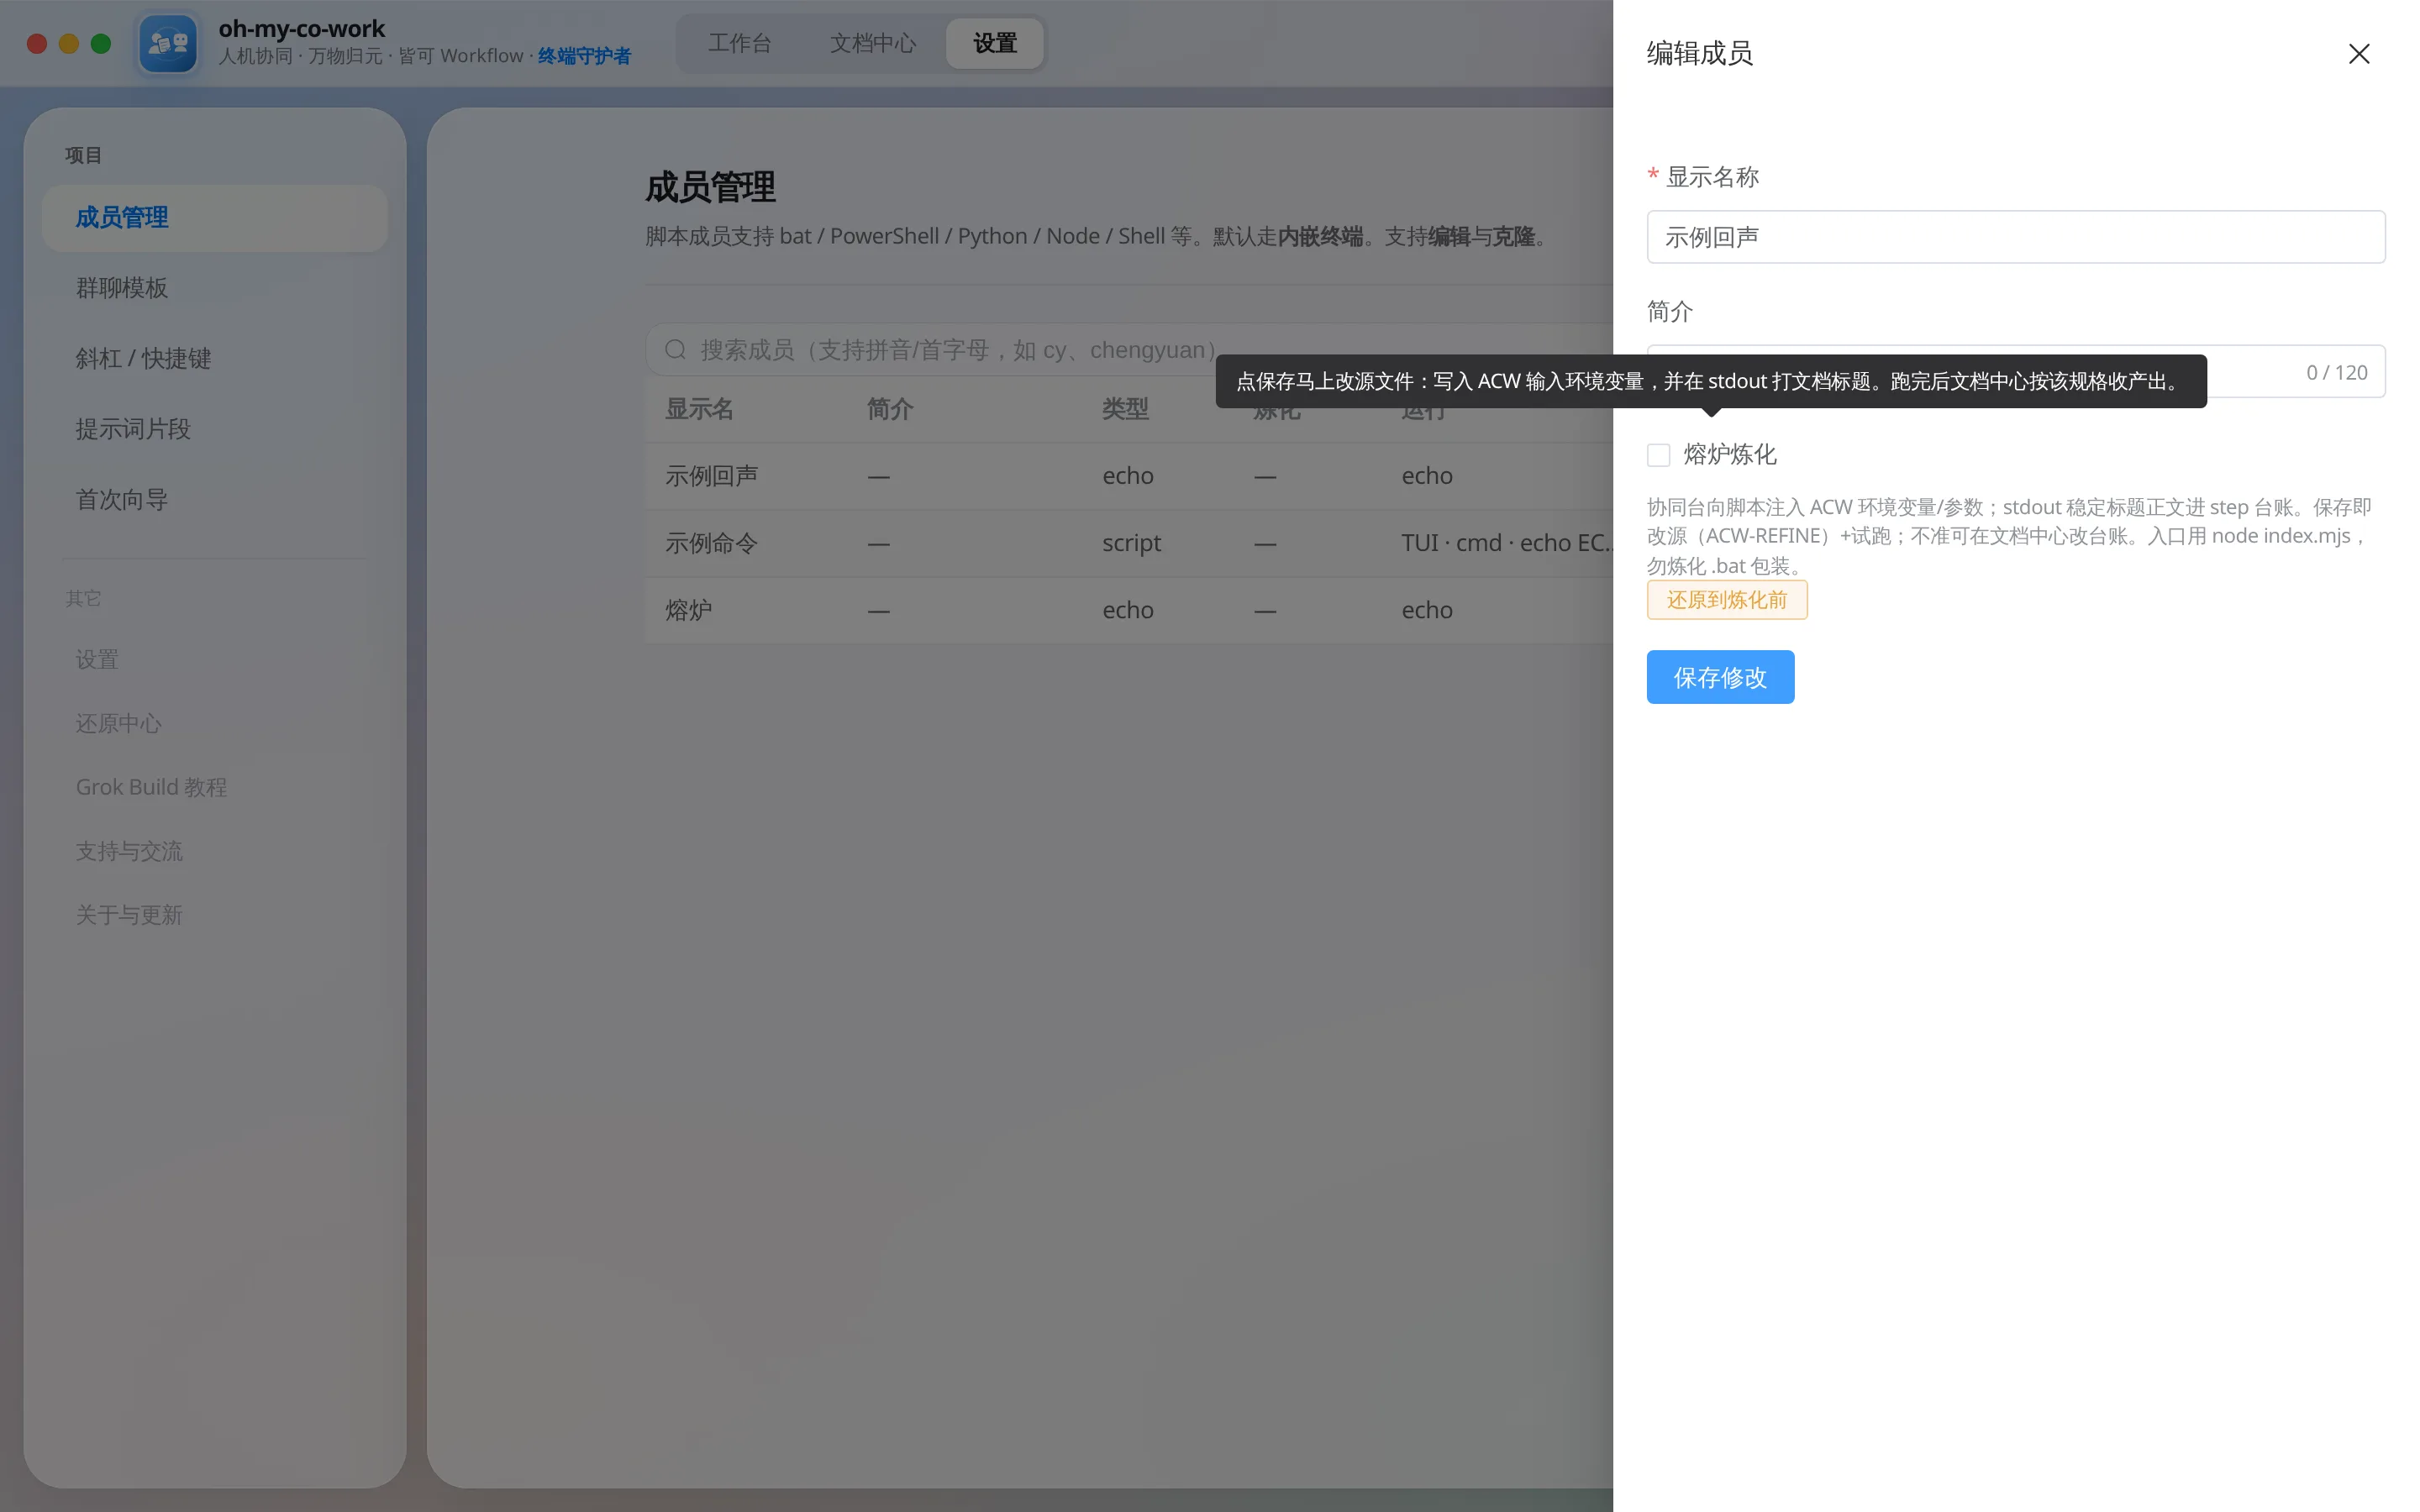 oh-my-co-work
人机协同 · 万物归元 · 皆可 Workflow · 终端守护者
工作台
文档中心
设置
项目
成员管理
群聊模板
斜杠 / 快捷键
提示词片段
首次向导
其它
设置
还原中心
Grok Build 教程
支持与交流
关于与更新
成员管理
脚本成员支持 bat / PowerShell / Python / Node / Shell 等。默认走内嵌终端。支持编辑与克隆。
搜索成员（支持拼音/首字母，如 cy、chengyuan）
显示名 简介 类型 炼化 运行
示例回声 — echo — echo
示例命令 — script — TUI · cmd · echo EC...
熔炉 — echo — echo
编辑成员
* 显示名称
示例回声
简介
0 / 120
点保存马上改源文件：写入 ACW 输入环境变量，并在 stdout 打文档标题。跑完后文档中心按该规格收产出。
熔炉炼化
协同台向脚本注入 ACW 环境变量/参数；stdout 稳定标题正文进 step 台账。保存即
改源（ACW-REFINE）+试跑；不准可在文档中心改台账。入口用 node index.mjs，
勿炼化 .bat 包装。
还原到炼化前
保存修改